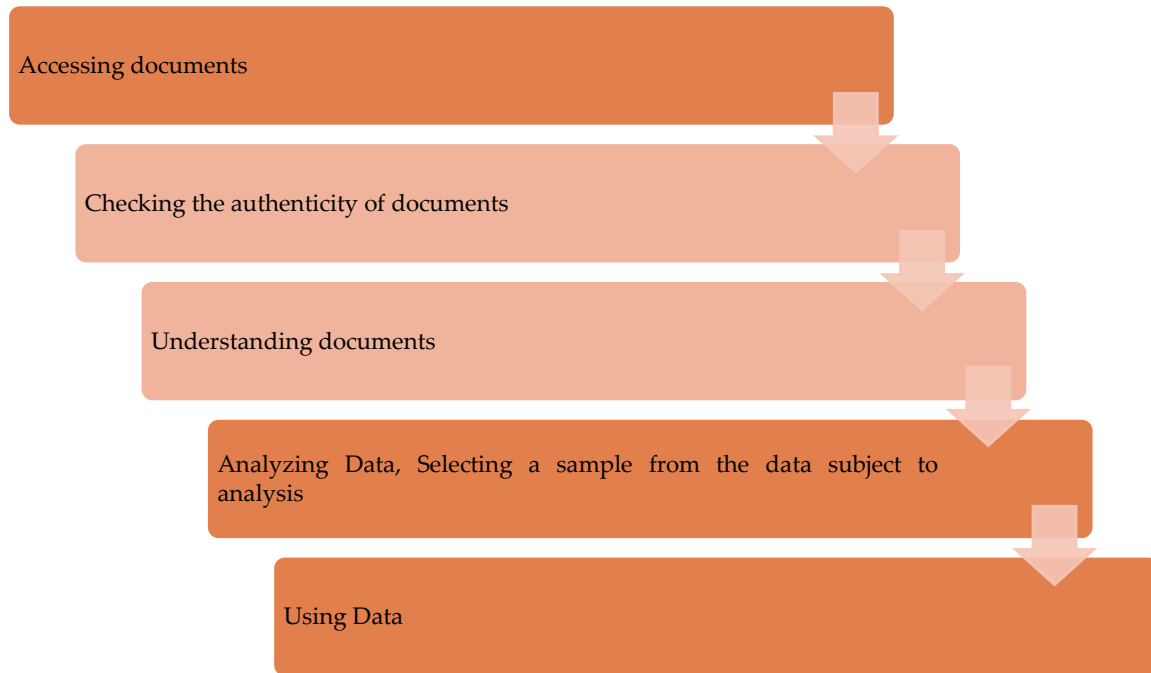 Accessing documents
Checking the authenticity of documents
Understanding documents
Analyzing Data, Selecting a sample from the data subject to
analysis
Using Data